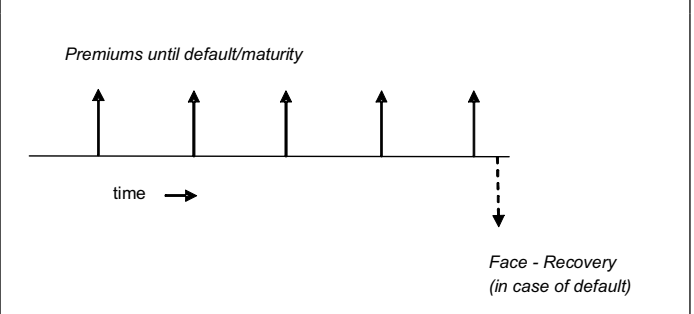 Premiums until default/maturity
time
Face - Recovery
(in case of default)